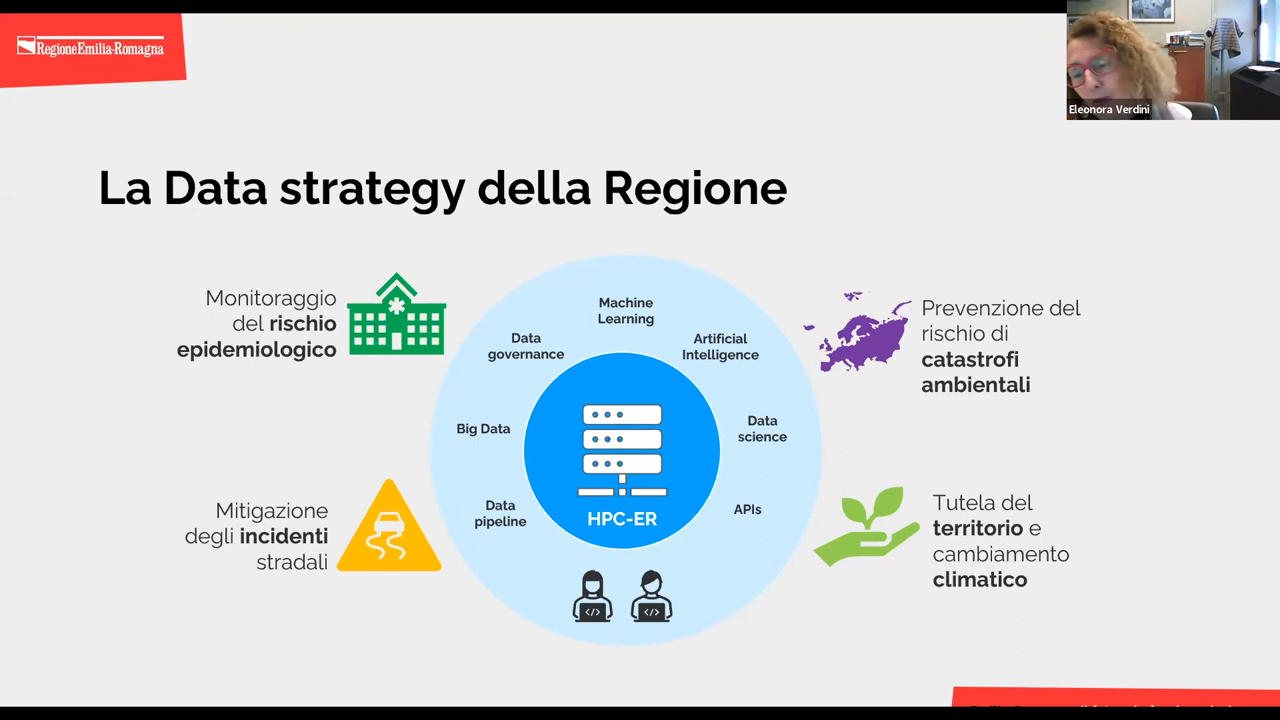 RegioneEmilia-Romagna
Eleonora Verdini
La Data strategy della Regione
Monitoraggio
del rischio
epidemiologico
Mitigazione
degli incidenti
stradali
Machine
Learning
Data
governance
Artificial
Intelligence
Big Data
Data
science
Data
pipeline
APIs
HPC-ER
</>
</>
Prevenzione del
rischio di
catastrofi
ambientali
Tutela del
territorio e
cambiamento
climatico